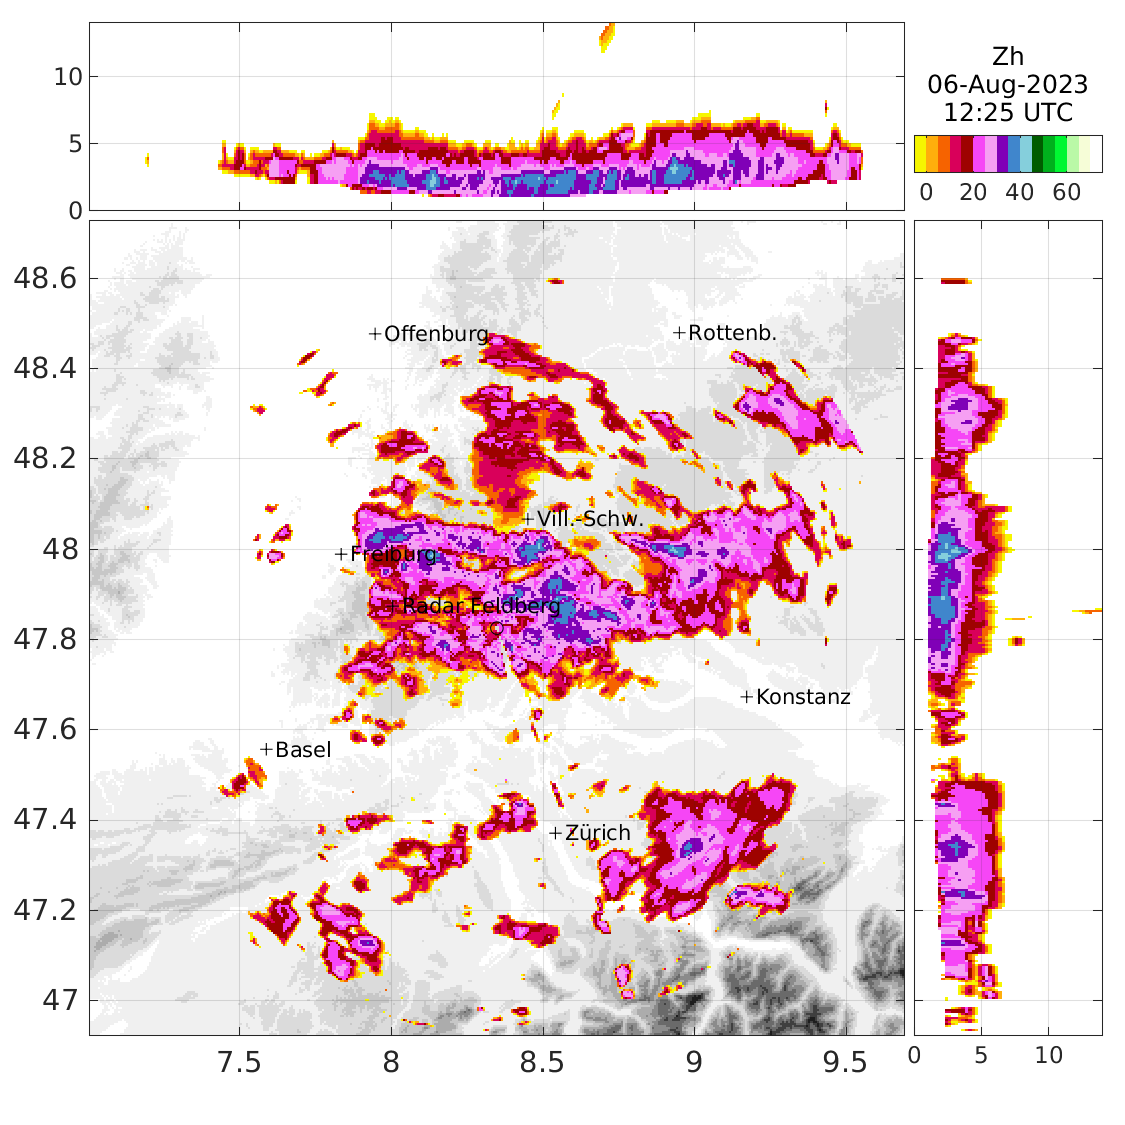 10
5
0
Zh
06-Aug-2023
12:25 UTC
0 20 40 60
48.6
48.4
48.2
48
47.8
47.6
47.4
47.2
47
+Offenburg
+Rottenb.
+Vill.-Schw.
+Freiburg
+Radar Feldberg
+Konstanz
+Basel
+Zürich
7.5 8 8.5 9 9.5
0 5 10